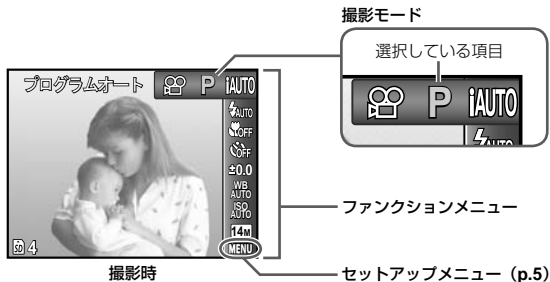 撮影モード
選択している項目
P iAUTO
AUTO
プログラムオート P iAUTO
AUTO
OFF
OFF
±0.0
WB
AUTO
ISO
AUTO
14M
MENU
SD 4
ファンクションメニュー
撮影時
セットアップメニュー（p.5）